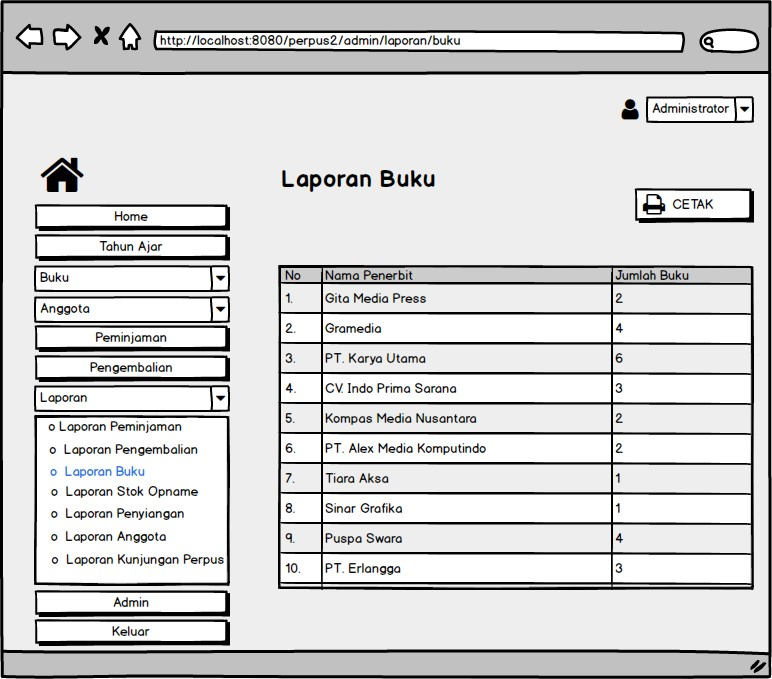 http://localhost:8080/perpus2/admin/laporan/buku
Administrator
Laporan Buku
CETAK
Home
Tahun Ajar
Buku
Anggota
Peminjaman
Pengembalian
Laporan
o Laporan Peminjaman
o Laporan Pengembalian
o Laporan Buku
o Laporan Stok Opname
o Laporan Penyiangan
o Laporan Anggota
o Laporan Kunjungan Perpus
Admin
Keluar
No Nama Penerbit Jumlah Buku
1. Gita Media Press 2
2. Gramedia 4
3. PT. Karya Utama 6
4. CV. Indo Prima Sarana 3
5. Kompas Media Nusantara 2
6. PT. Alex Media Komputindo 2
7. Tiara Aksa 1
8. Sinar Grafika 1
9. Puspa Swara 4
10. PT. Erlangga 3